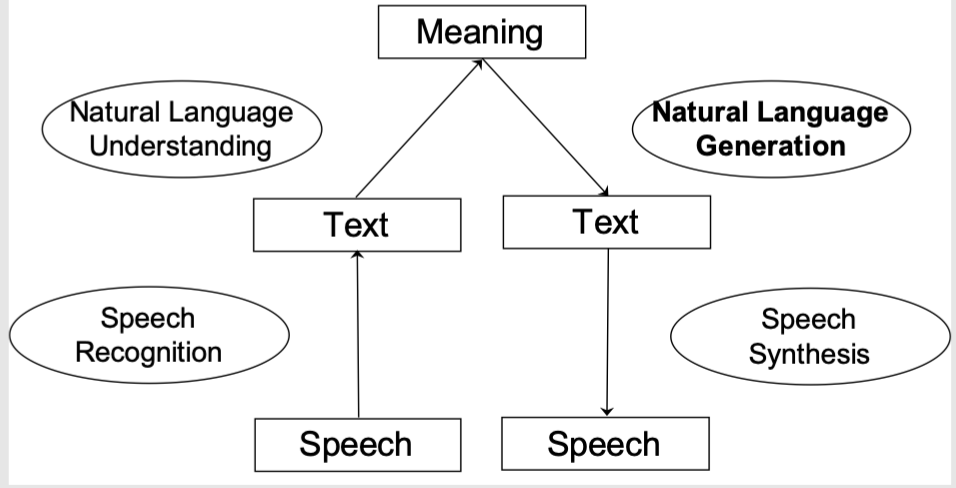 Meaning
Natural Language
Understanding
Natural Language
Generation
Text
Text
Speech
Recognition
Speech
Synthesis
Speech
Speech